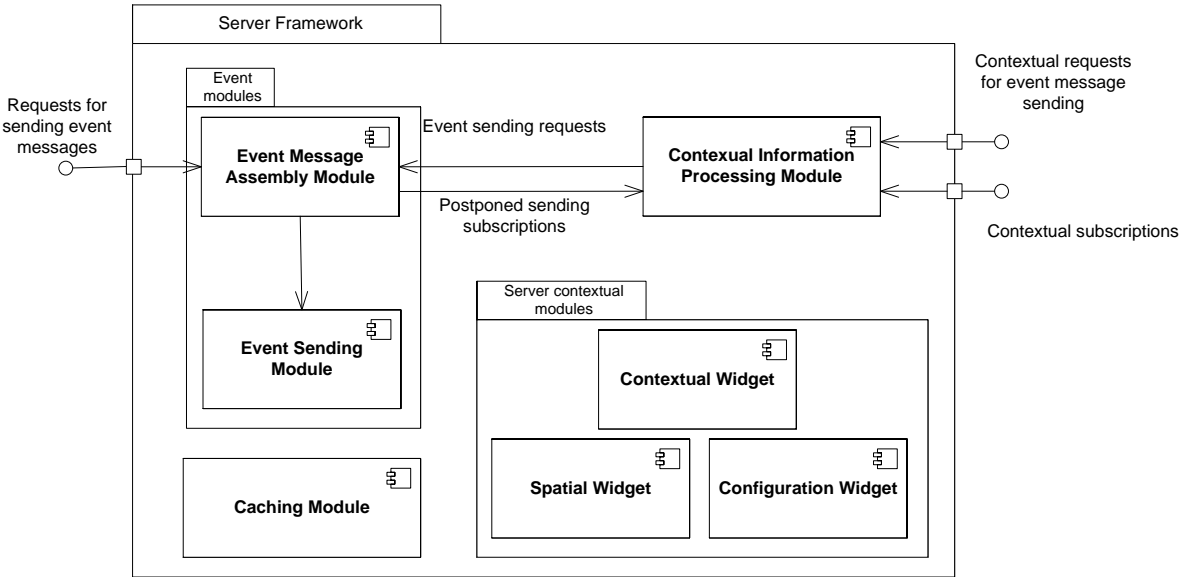 Server Framework
Contextual requests
for event message
sending
Event
modules
Requests for
sending event
messages
Event sending requests
Event Message
Assembly Module
Contexual Information
Processing Module
Postponed sending
subscriptions
Contextual subscriptions
Server contextual
modules
Event Sending
Module
Contextual Widget
Spatial Widget
Configuration Widget
Caching Module